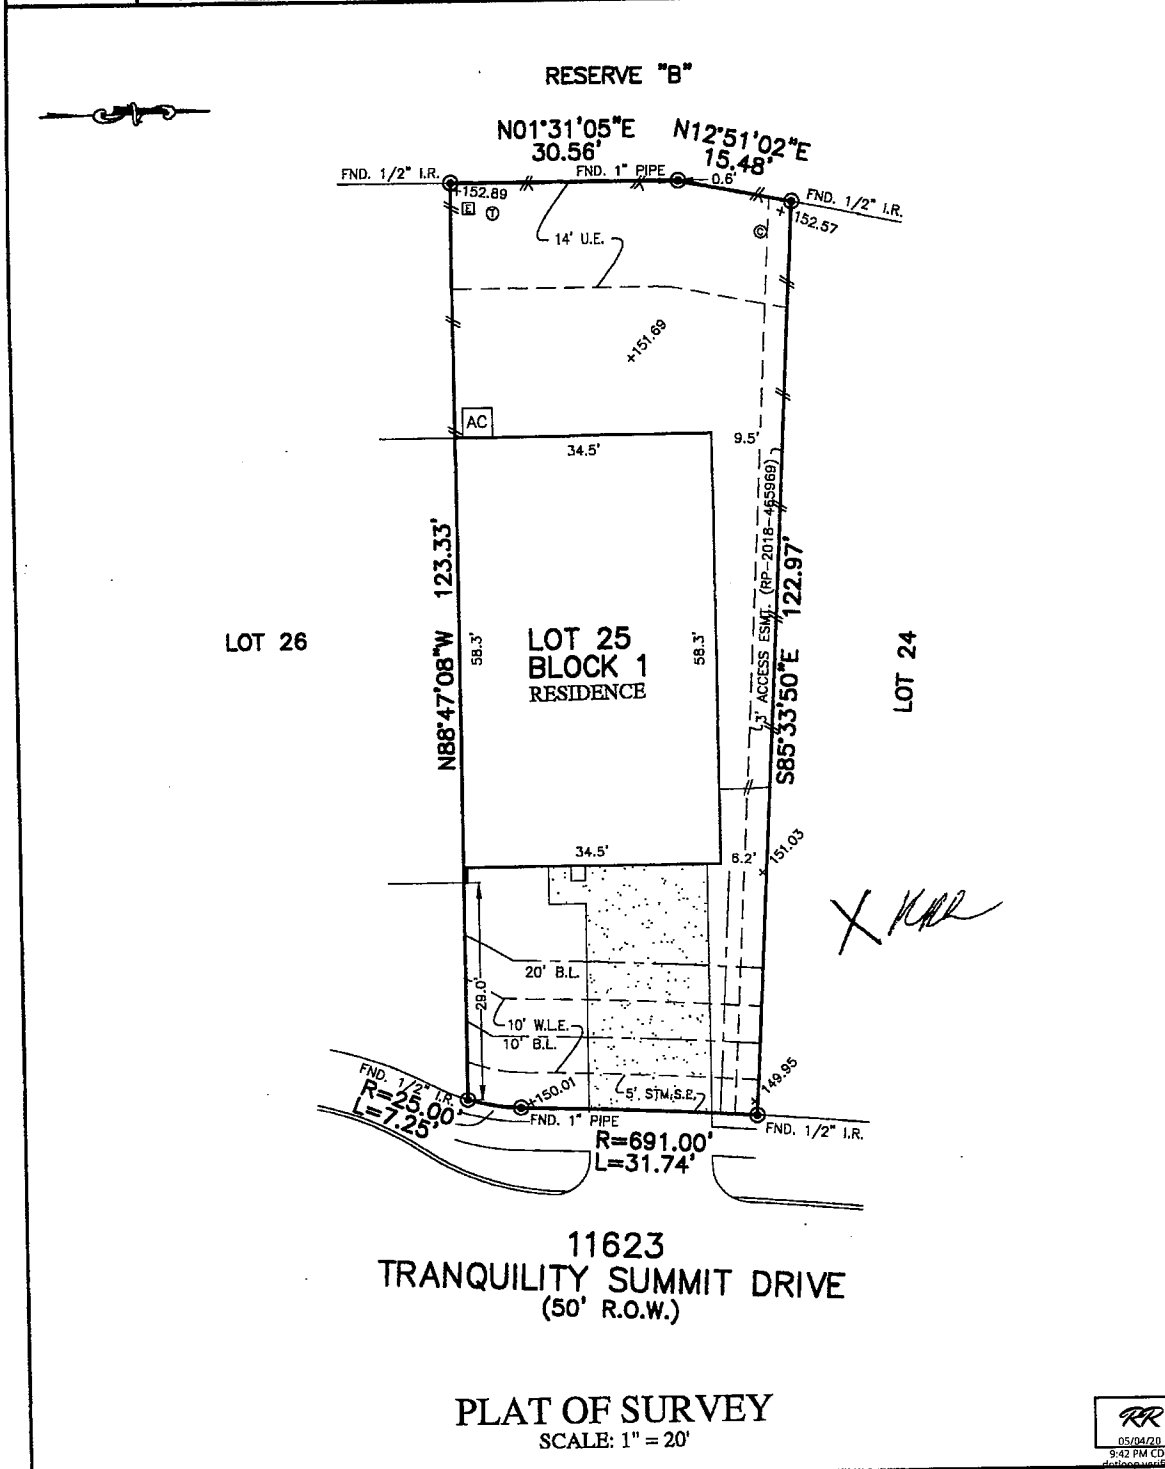 RESERVE "B"
N01°31'05"E
30.56'
N12°51'02"E
15.48'
FND. 1/2" I.R.
FND. 1" PIPE
0.6'
FND. 1/2" I.R.
+152.89
E
T
+152.57
C
14' U.E.
+151.69
AC
34.5'
9.5'
3' ACCESS ESMT. (RP-2018-465969)
N88°47'08"W 123.33'
58.3'
58.3'
S85°33'50"E 122.97'
LOT 26
LOT 25
BLOCK 1
RESIDENCE
LOT 24
34.5'
6.2'
151.03
X
20' B.L.
29.0'
10' W.L.E.
10' B.L.
5' STM.S.E.
149.95
FND. 1/2" I.R.
R=25.00'
L=7.25'
+150.01
FND. 1" PIPE
R=691.00'
L=31.74'
FND. 1/2" I.R.
11623
TRANQUILITY SUMMIT DRIVE
(50' R.O.W.)
PLAT OF SURVEY
SCALE: 1" = 20'
RR
05/04/20
9:42 PM CD
dotloop verif